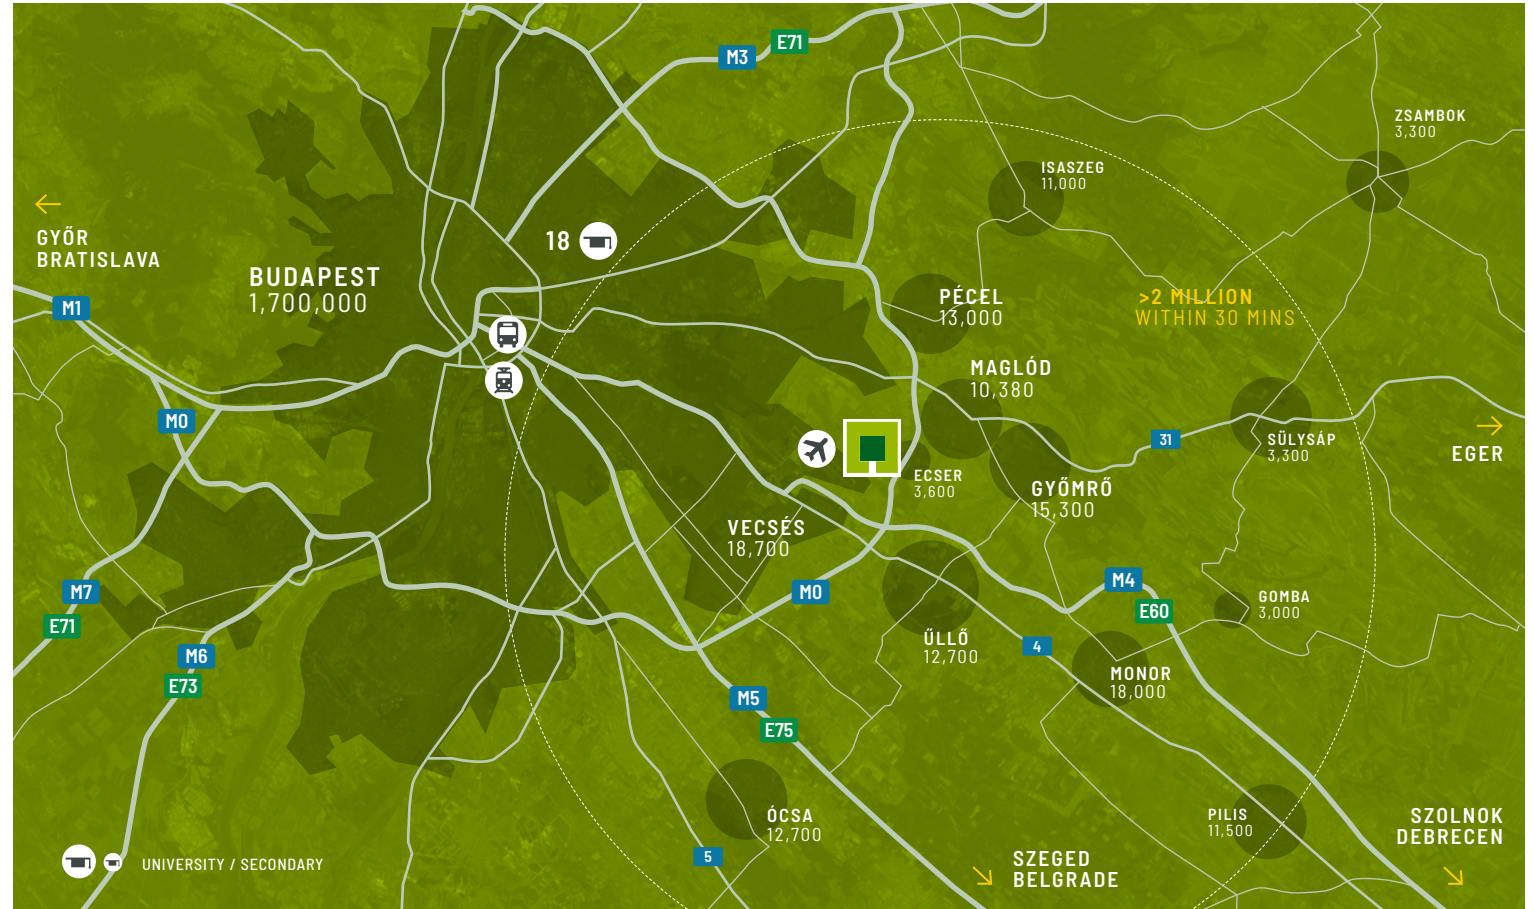 M3
E71
ZSAMBOK
3,300
ISASZEG
11,000
GYŐR
BRATISLAVA
18
BUDAPEST
1,700,000
M1
PÉCEL
13,000
>2 MILLION
WITHIN 30 MINS
MAGLÓD
10,380
M0
31
SÜLYSÁP
3,300
EGER
ECSER
3,600
GYŐMRŐ
15,300
VECSÉS
18,700
M7
E71
M0
M4
E60
GOMBA
3,000
ŰLLŐ
12,700
4
M6
E73
MONOR
18,000
M5
E75
ÓCSA
12,700
PILIS
11,500
SZOLNOK
DEBRECEN
5
SZEGED
BELGRADE
UNIVERSITY / SECONDARY